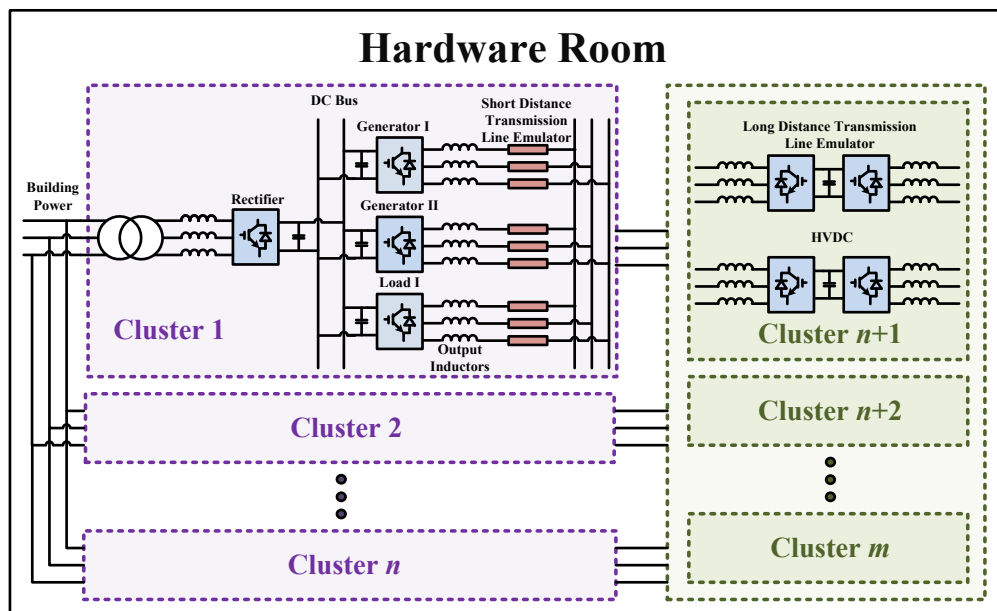 Hardware Room
DC Bus
Short Distance
Transmission
Line Emulator
Generator I
Building
Power
Rectifier
Generator II
Load I
Cluster 1
Output
Inductors
Long Distance Transmission
Line Emulator
HVDC
Cluster n+1
Cluster 2
Cluster n+2
Cluster n
Cluster m